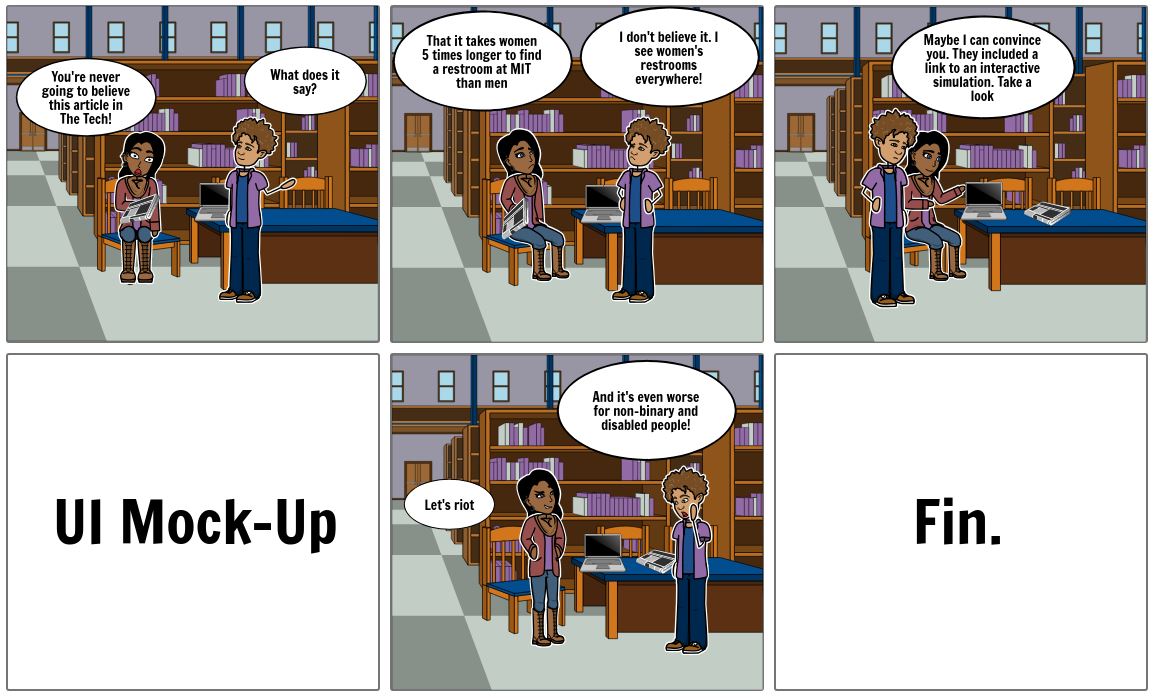 You're never
going to believe
this article in
The Tech!
What does it
say?
That it takes women
5 times longer to find
a restroom at MIT
than men
I don't believe it. I
see women's
restrooms
everywhere!
Maybe I can convince
you. They included a
link to an interactive
simulation. Take a
look
UI Mock-Up
And it's even worse
for non-binary and
disabled people!
Let's riot
Fin.